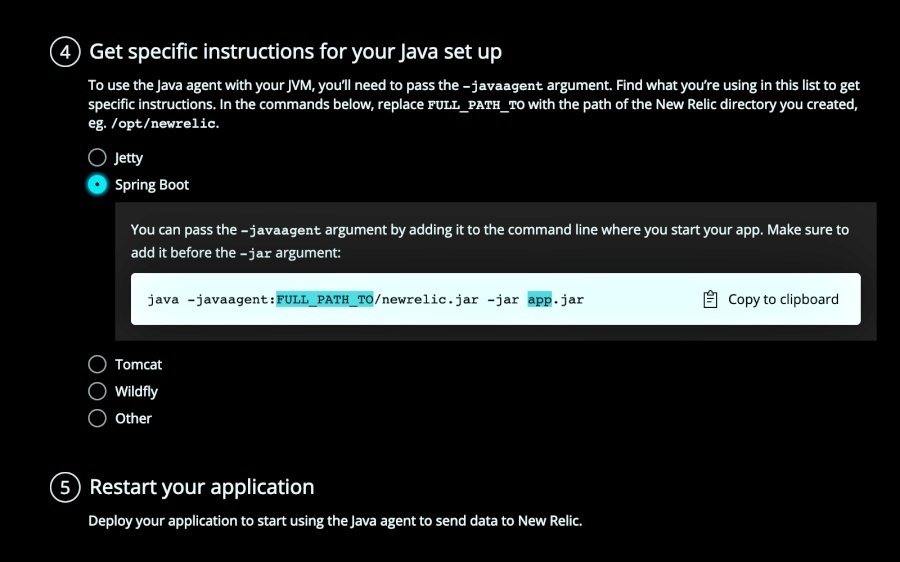 4 Get specific instructions for your Java set up
To use the Java agent with your JVM, you'll need to pass the -javaagent argument. Find what you're using in this list to get
specific instructions. In the commands below, replace FULL_PATH_TO with the path of the New Relic directory you created,
eg. /opt/newrelic.
Jetty
Spring Boot
You can pass the -javaagent argument by adding it to the command line where you start your app. Make sure to
add it before the -jar argument:
java -javaagent:FULL_PATH_TO/newrelic.jar -jar app.jar Copy to clipboard
Tomcat
Wildfly
Other
5 Restart your application
Deploy your application to start using the Java agent to send data to New Relic.